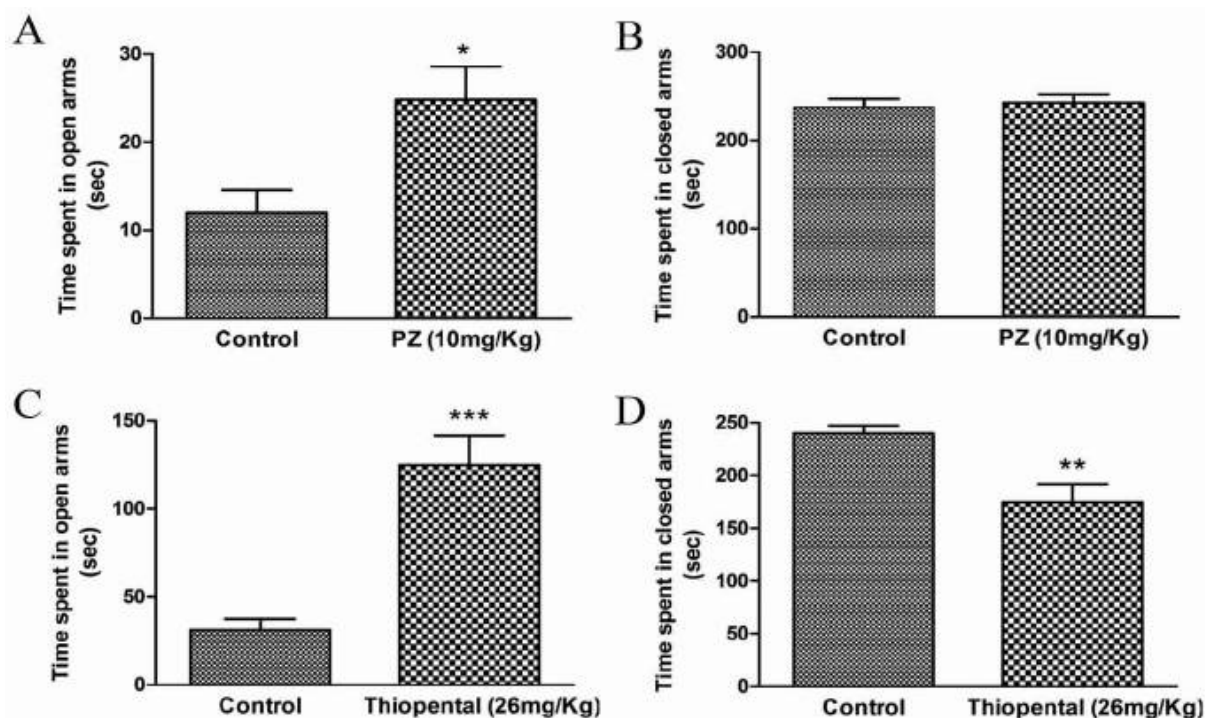 A
Time spent in open arms
(sec)
30
20
10
0
*
Control
PZ (10mg/Kg)
B
Time spent in closed arms
(sec)
300
200
100
0
Control
PZ (10mg/Kg)
C
Time spent in open arms
(sec)
150
100
50
0
***
Control
Thiopental (26mg/Kg)
D
Time spent in closed arms
(sec)
250
200
150
100
50
0
**
Control
Thiopental (26mg/Kg)